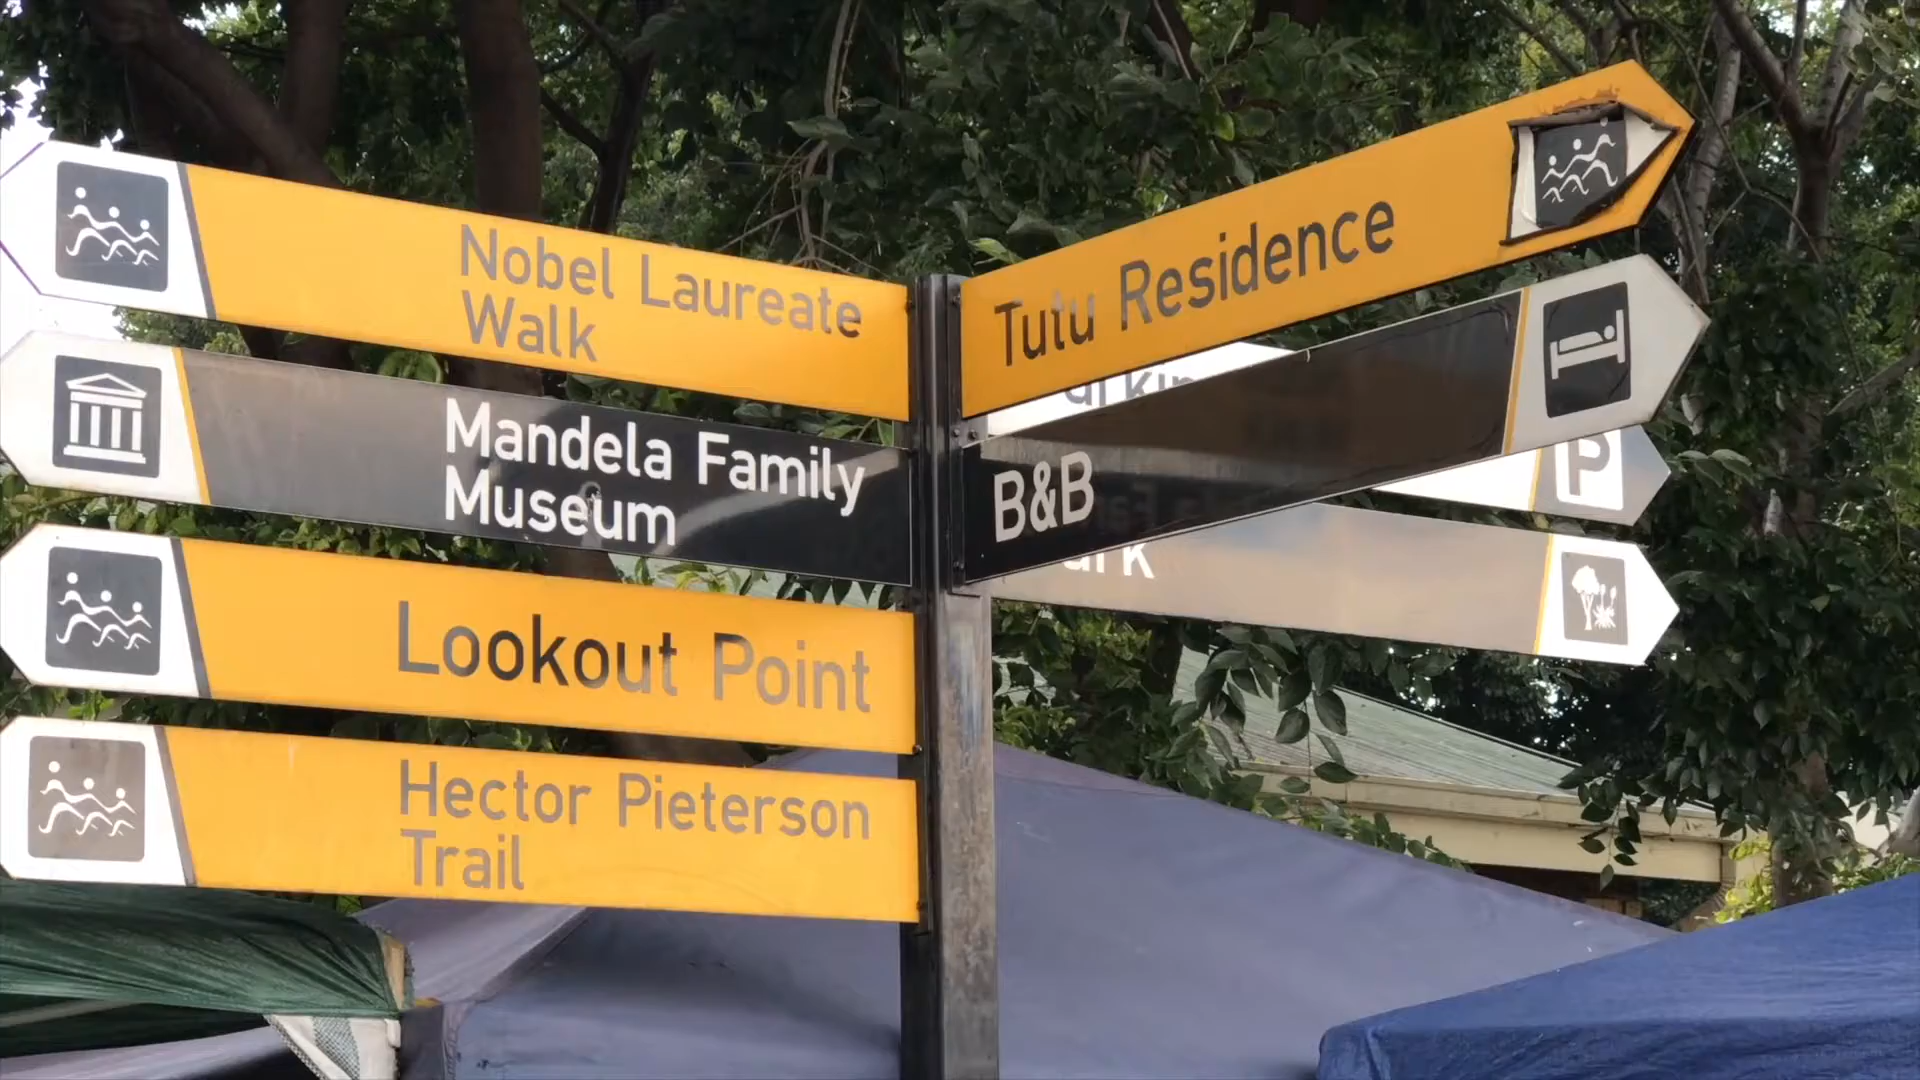 Nobel Laureate
Walk
Mandela Family
Museum
Lookout Point
Hector Pieterson
Trail
Tutu Residence
B&B
P